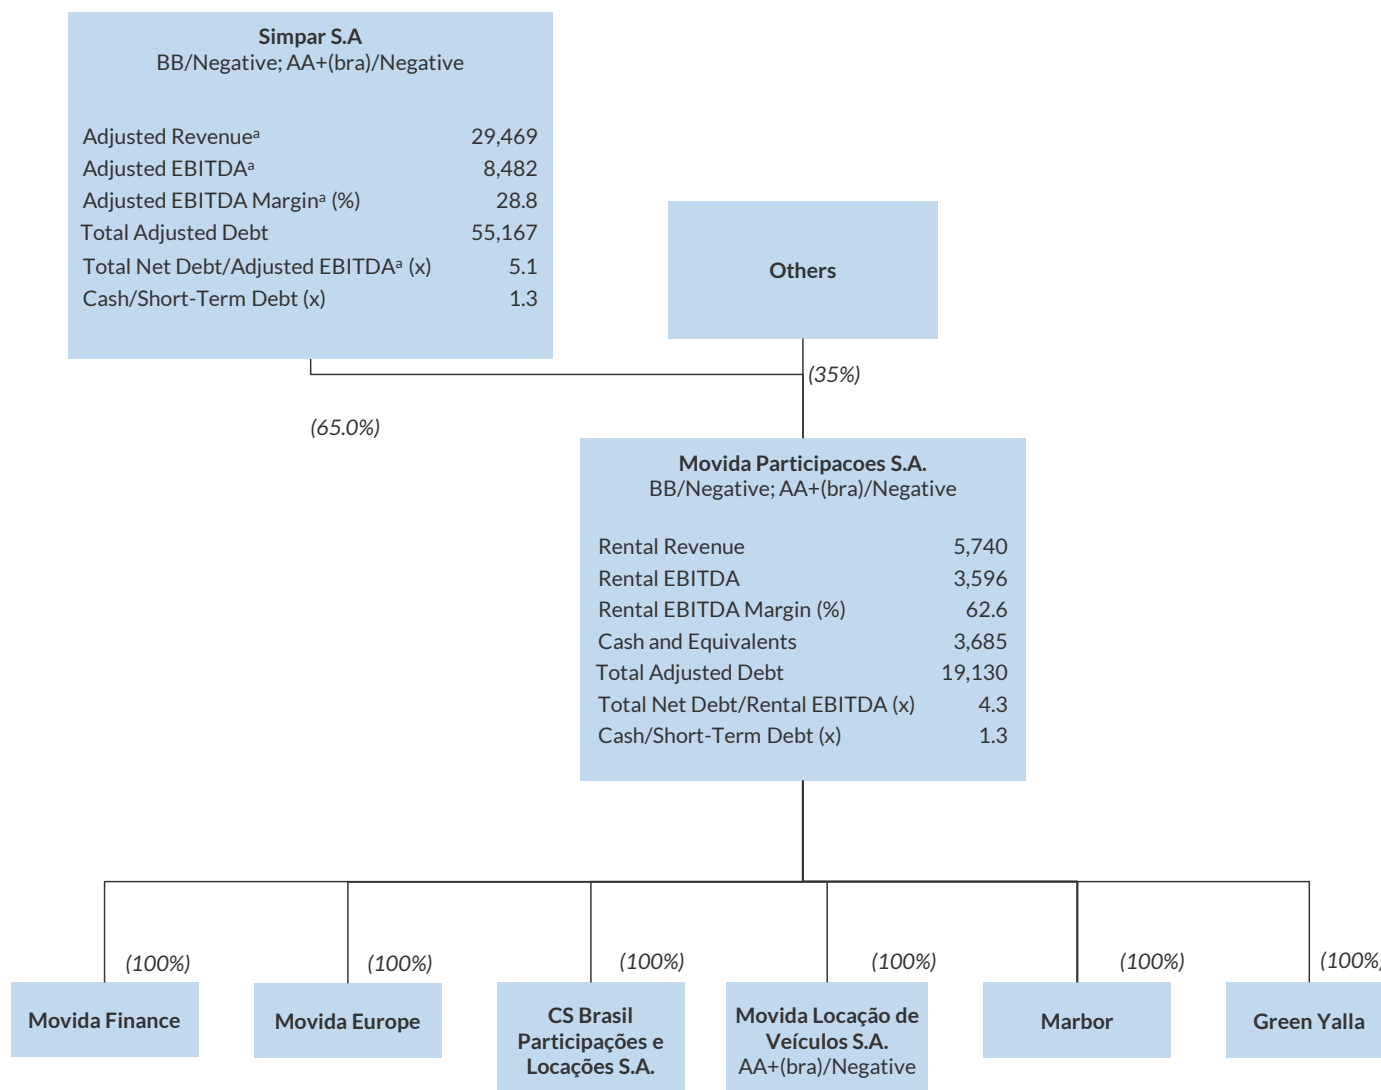 Simpar S.A
BB/Negative; AA+(bra)/Negative
Adjusted Revenueᵃ 29,469
Adjusted EBITDAᵃ 8,482
Adjusted EBITDA Marginᵃ (%) 28.8
Total Adjusted Debt 55,167
Total Net Debt/Adjusted EBITDAᵃ (x) 5.1
Cash/Short-Term Debt (x) 1.3
Others
(35%)
(65.0%)
Movida Participacoes S.A.
BB/Negative; AA+(bra)/Negative
Rental Revenue 5,740
Rental EBITDA 3,596
Rental EBITDA Margin (%) 62.6
Cash and Equivalents 3,685
Total Adjusted Debt 19,130
Total Net Debt/Rental EBITDA (x) 4.3
Cash/Short-Term Debt (x) 1.3
(100%) (100%) (100%) (100%) (100%) (100%
Movida Finance
Movida Europe
CS Brasil
Participações e
Locações S.A.
Movida Locação de
Veículos S.A.
AA+(bra)/Negative
Marbor
Green Yalla